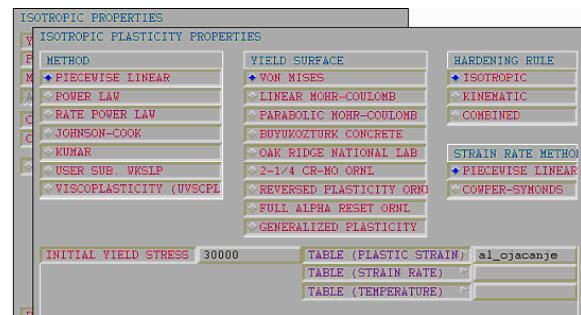 ISOTROPIC PROPERTIES
ISOTROPIC PLASTICITY PROPERTIES
METHOD
PIECEWISE LINEAR
POWER LAW
RATE POWER LAW
JOHNSON-COOK
KUMAR
USER SUB. WKSLP
VISCOPLASTICITY (UVSCPL
YIELD SURFACE
VON MISES
LINEAR MOHR-COULOMB
PARABOLIC MOHR-COULOMB
BUYUKOZTURK CONCRETE
OAK RIDGE NATIONAL LAB
2-1/4 CR-MO ORNL
REVERSED PLASTICITY ORNL
FULL ALPHA RESET ORNL
GENERALIZED PLASTICITY
HARDENING RULE
ISOTROPIC
KINEMATIC
COMBINED
STRAIN RATE METHO
PIECEWISE LINEAR
COWPER-SYMONDS
INITIAL YIELD STRESS 30000
TABLE (PLASTIC STRAIN) al_ojacanje
TABLE (STRAIN RATE)
TABLE (TEMPERATURE)